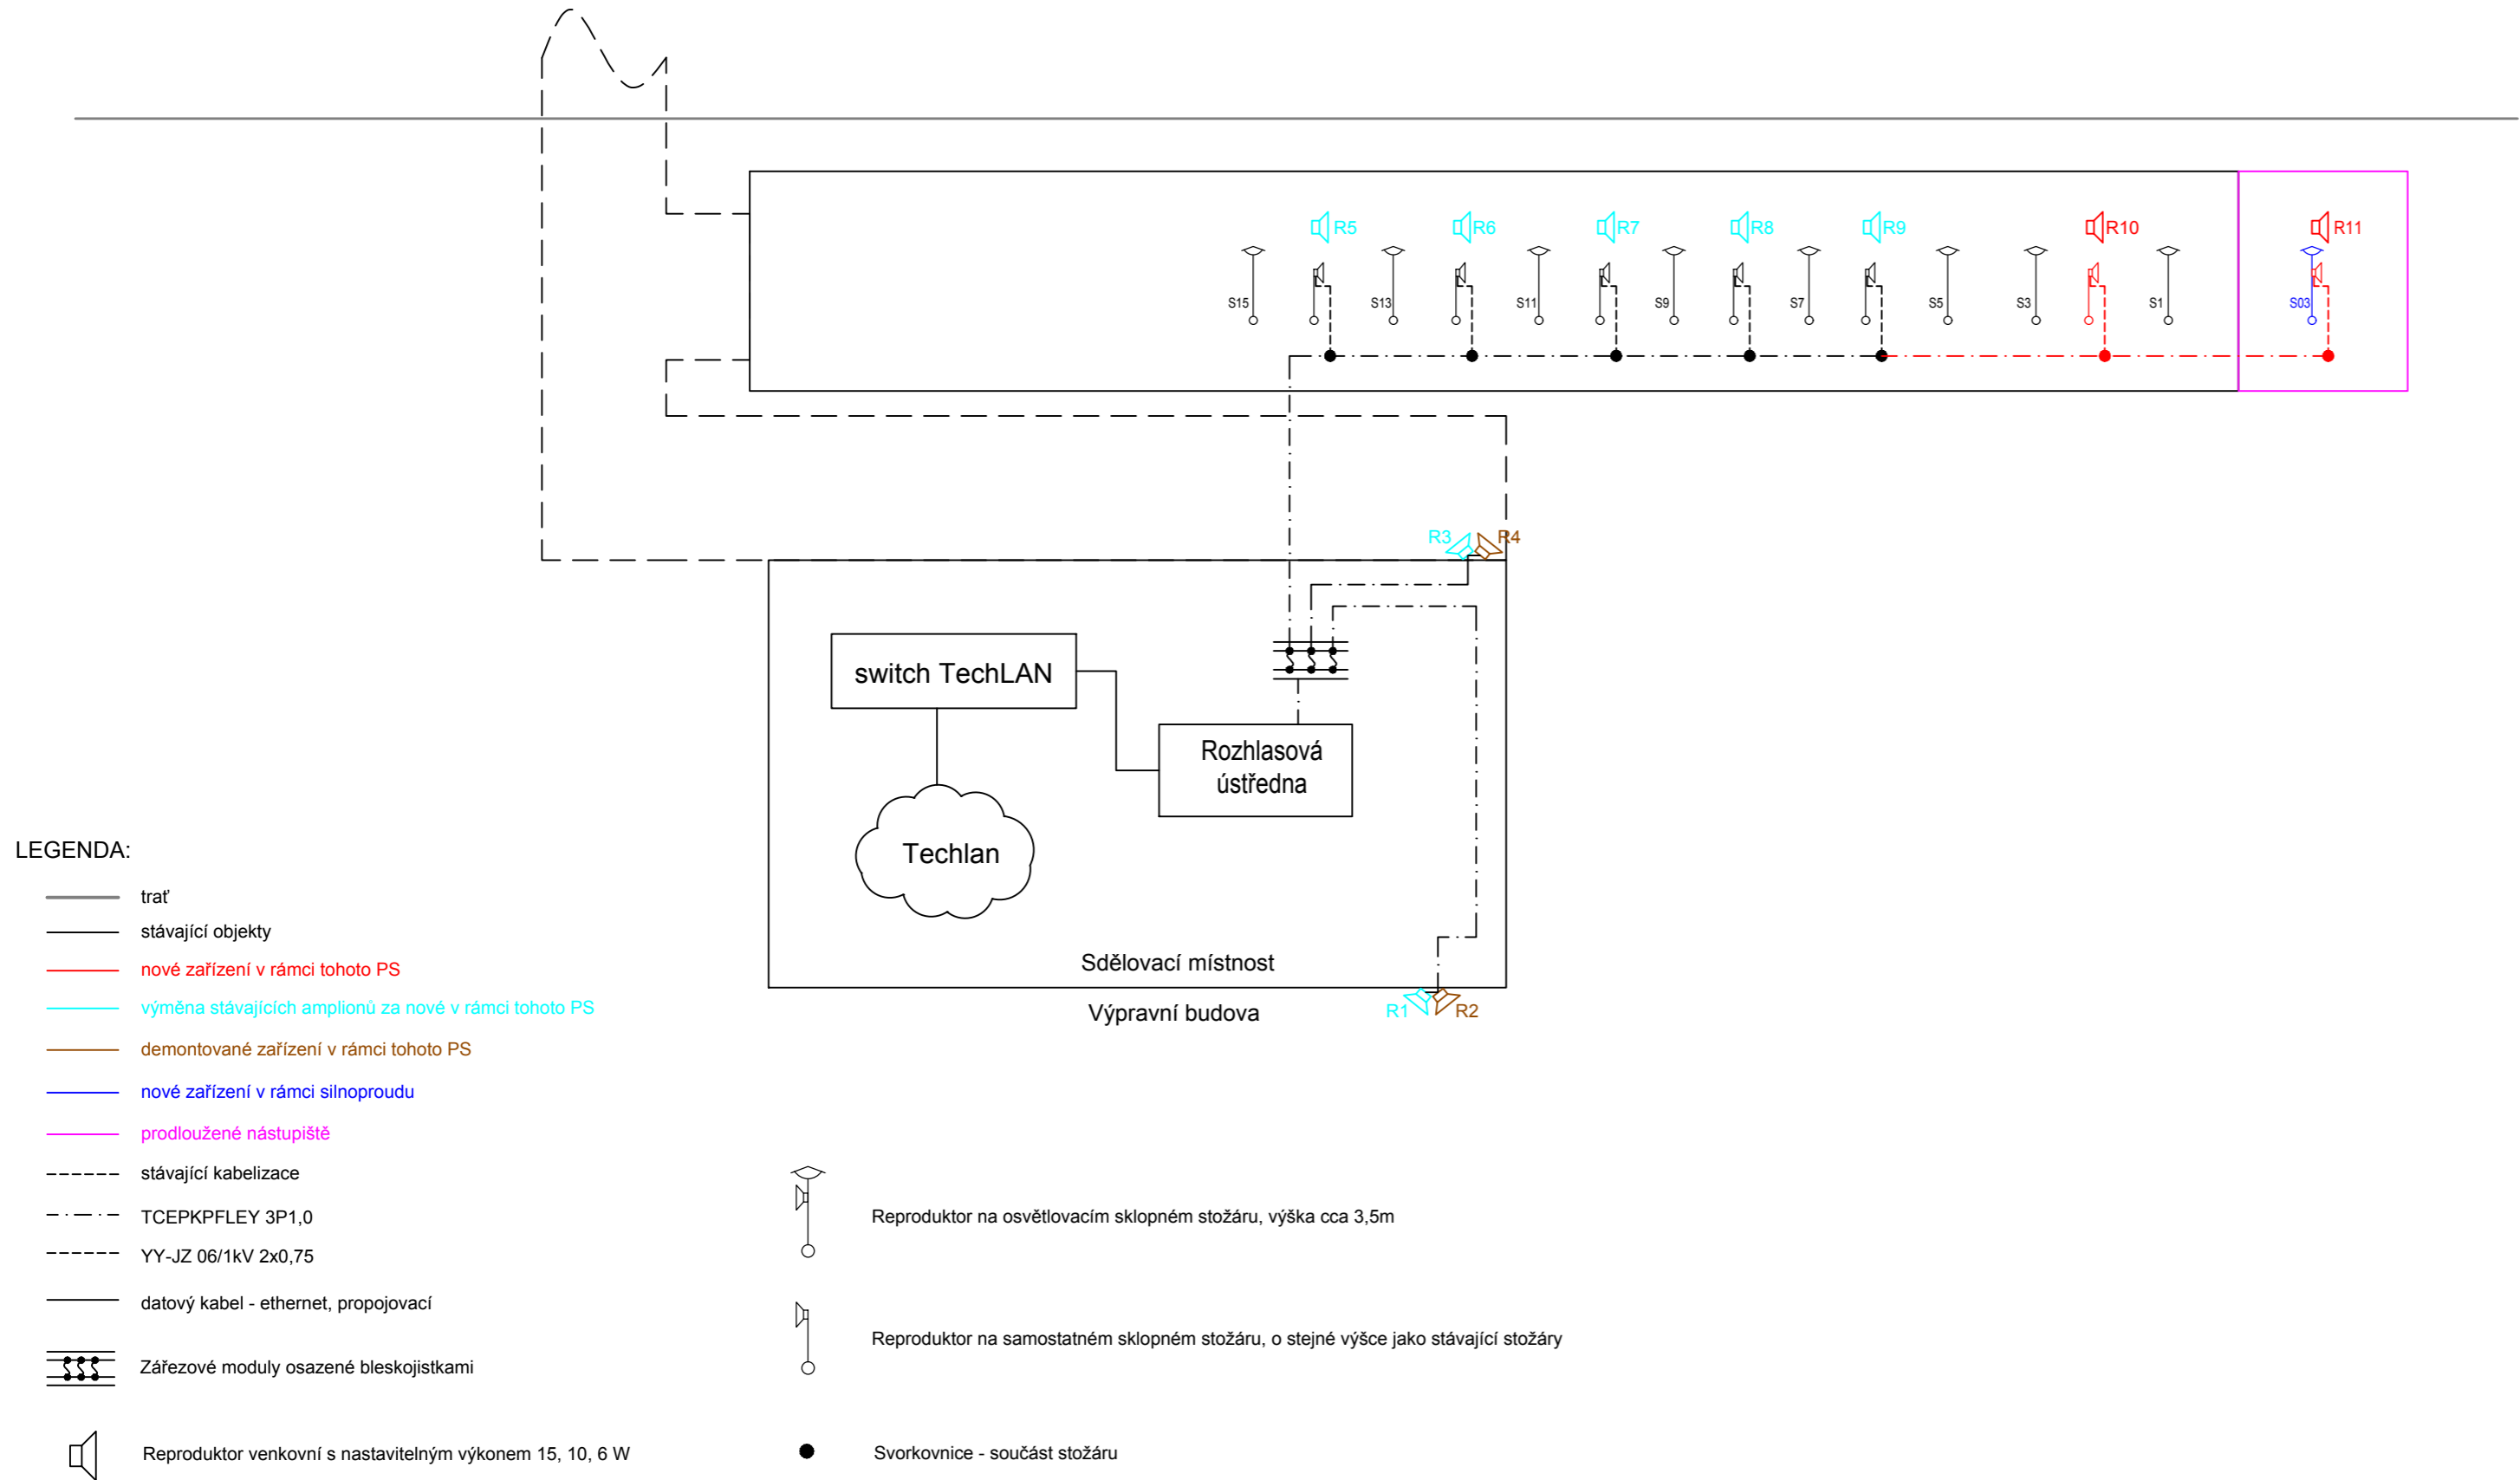 R5 R6 R7 R8 R9 R10 R11
S15 S13 S11 S9 S7 S5 S3 S1 S03
R3 R4
switch TechLAN
Rozhlasová
ústředna
Techlan
Sdělovací místnost
Výpravní budova
R1 R2
LEGENDA:
trať
stávající objekty
nové zařízení v rámci tohoto PS
výměna stávajících amplionů za nové v rámci tohoto PS
demontované zařízení v rámci tohoto PS
nové zařízení v rámci silnoproudu
prodloužené nástupiště
stávající kabelizace
TCEPKPFLEY 3P1,0
YY-JZ 06/1kV 2x0,75
datový kabel - ethernet, propojovací
Zářezové moduly osazené bleskojistkami
Reproduktor venkovní s nastavitelným výkonem 15, 10, 6 W
Reproduktor na osvětlovacím sklopném stožáru, výška cca 3,5m
Reproduktor na samostatném sklopném stožáru, o stejné výšce jako stávající stožáry
Svorkovnice - součást stožáru